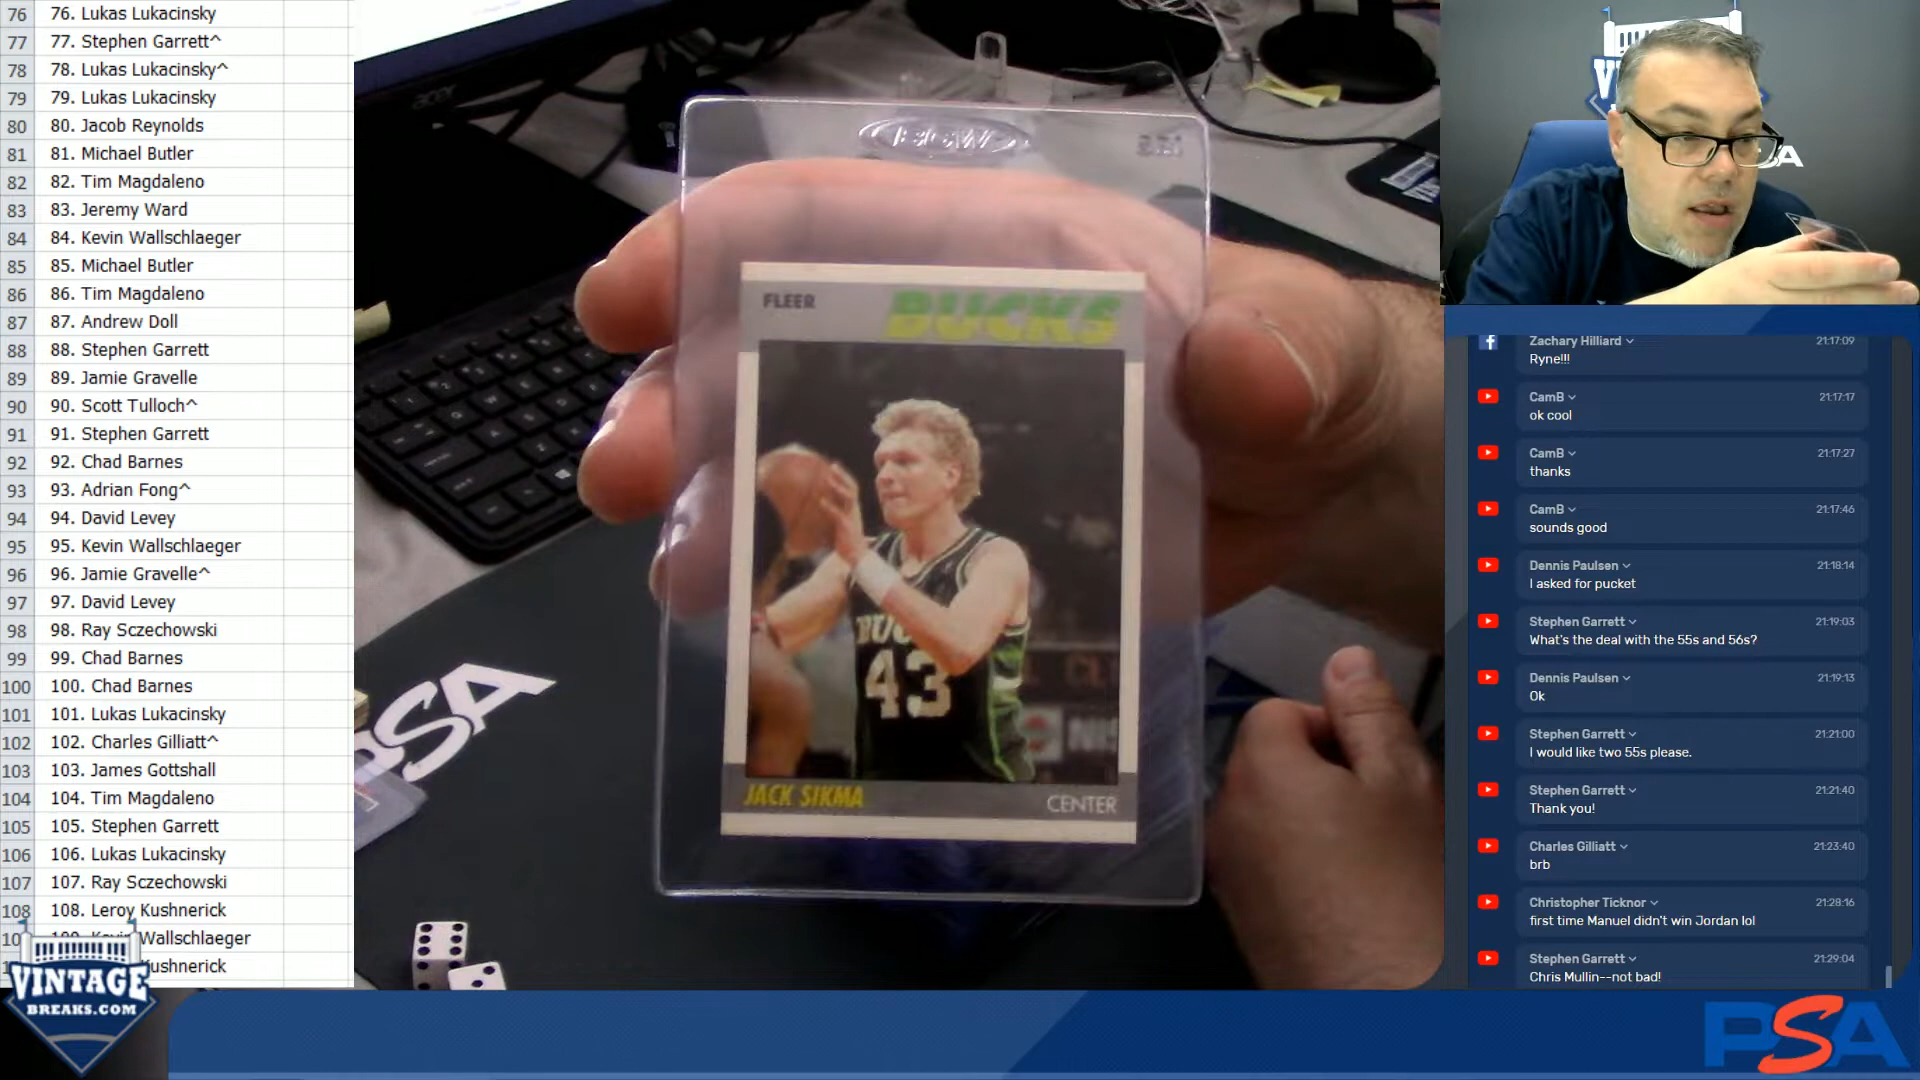 76 76. Lukas Lukacinsky
77 77. Stephen Garrett^
78 78. Lukas Lukacinsky^
79 79. Lukas Lukacinsky
80 80. Jacob Reynolds
81 81. Michael Butler
82 82. Tim Magdaleno
83 83. Jeremy Ward
84 84. Kevin Wallschlaeger
85 85. Michael Butler
86 86. Tim Magdaleno
87 87. Andrew Doll
88 88. Stephen Garrett
89 89. Jamie Gravelle
90 90. Scott Tulloch^
91 91. Stephen Garrett
92 92. Chad Barnes
93 93. Adrian Fong^
94 94. David Levey
95 95. Kevin Wallschlaeger
96 96. Jamie Gravelle^
97 97. David Levey
98 98. Ray Sczechowski
99 99. Chad Barnes
100 100. Chad Barnes
101 101. Lukas Lukacinsky
102 102. Charles Gilliatt^
103 103. James Gottshall
104 104. Tim Magdaleno
105 105. Stephen Garrett
106 106. Lukas Lukacinsky
107 107. Ray Sczechowski
108 108. Leroy Kushnerick
Wallschlaeger
ushnerick
VINTAGE
BREAKS.COM
acer
FLEER
BUCKS
43
JACK SIKMA
CENTER
PSA
Zachary Hilliard 21:17:09
Ryne!!!
CamB 21:17:17
ok cool
CamB 21:17:27
thanks
CamB 21:17:46
sounds good
Dennis Paulsen 21:18:14
I asked for pucket
Stephen Garrett 21:19:03
What's the deal with the 55s and 56s?
Dennis Paulsen 21:19:13
Ok
Stephen Garrett 21:21:00
I would like two 55s please.
Stephen Garrett 21:21:40
Thank you!
Charles Gilliatt 21:23:40
brb
Christopher Ticknor 21:28:16
first time Manuel didn't win Jordan lol
Stephen Garrett 21:29:04
Chris Mullin--not bad!
PSA